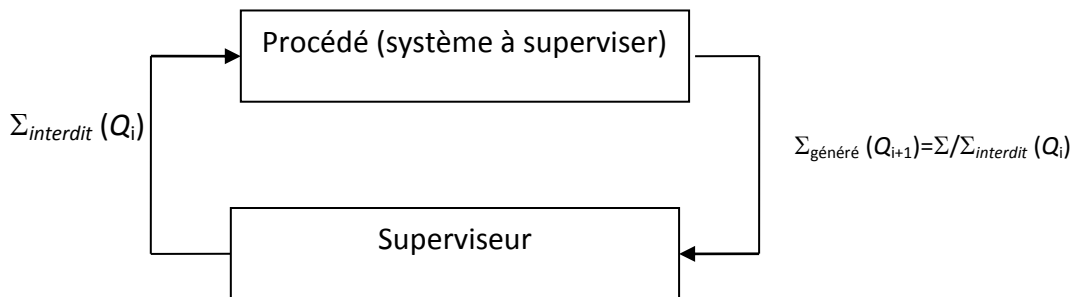 Procédé (système à superviser)
Σinterdit (Qi)
Σgénéré (Qi+1)=Σ/Σinterdit (Qi)
Superviseur